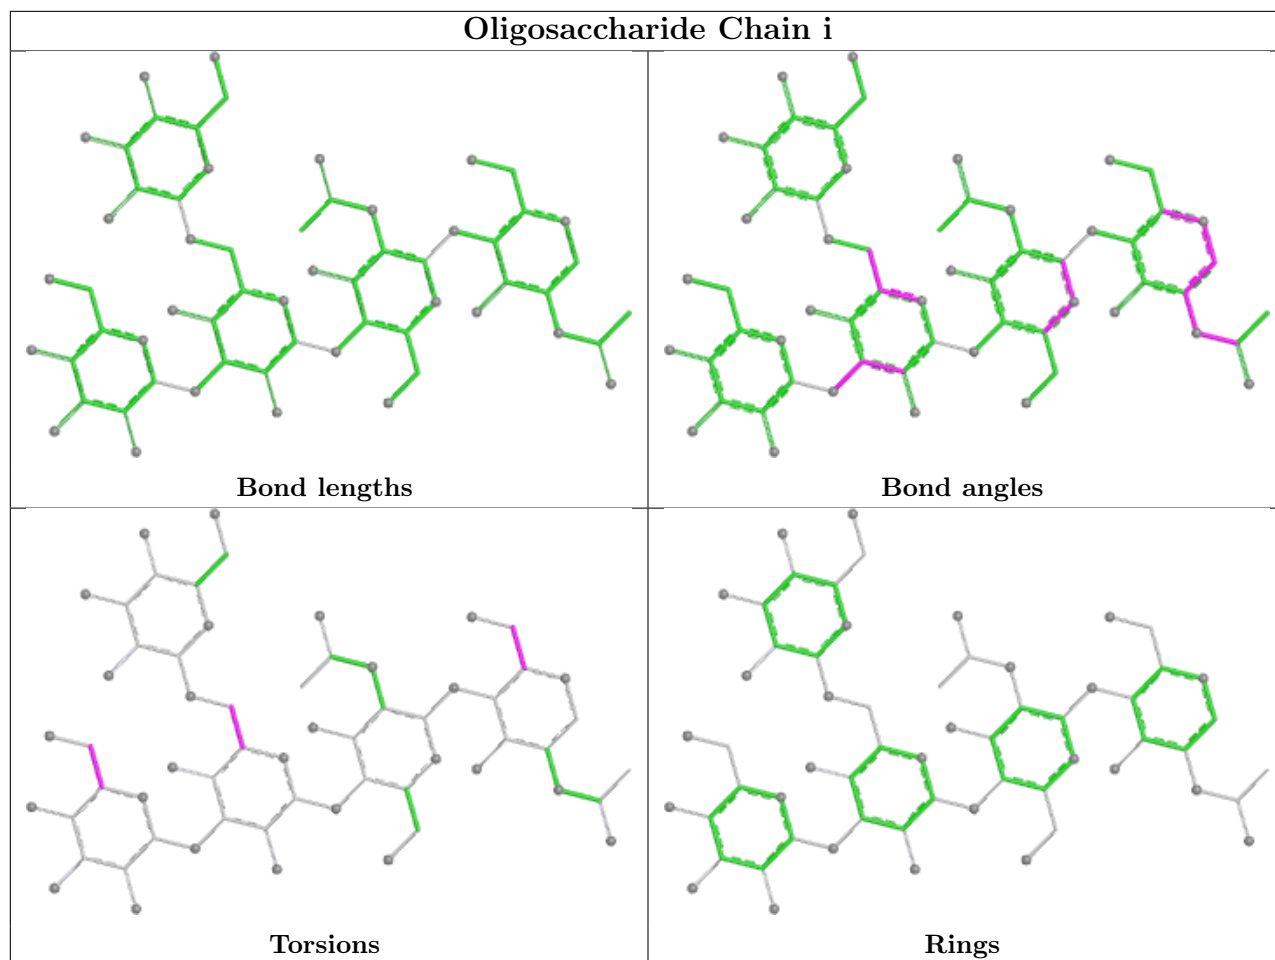 Oligosaccharide Chain i
Bond lengths
Bond angles
Torsions
Rings